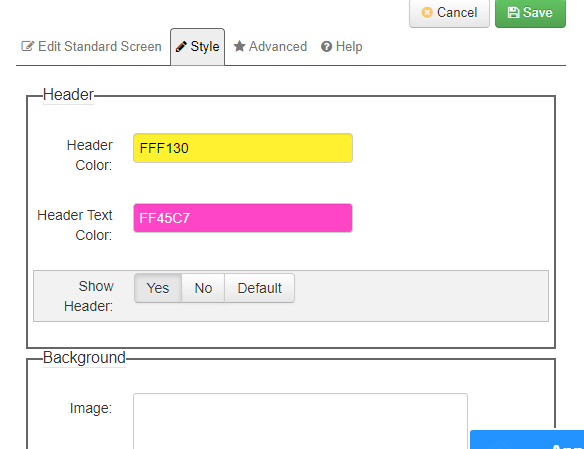 Cancel Save
Edit Standard Screen Style Advanced Help
Header
Header
Color:
FFF130
Header Text
Color:
FF45C7
Show
Header:
Yes No Default
Background
Image: